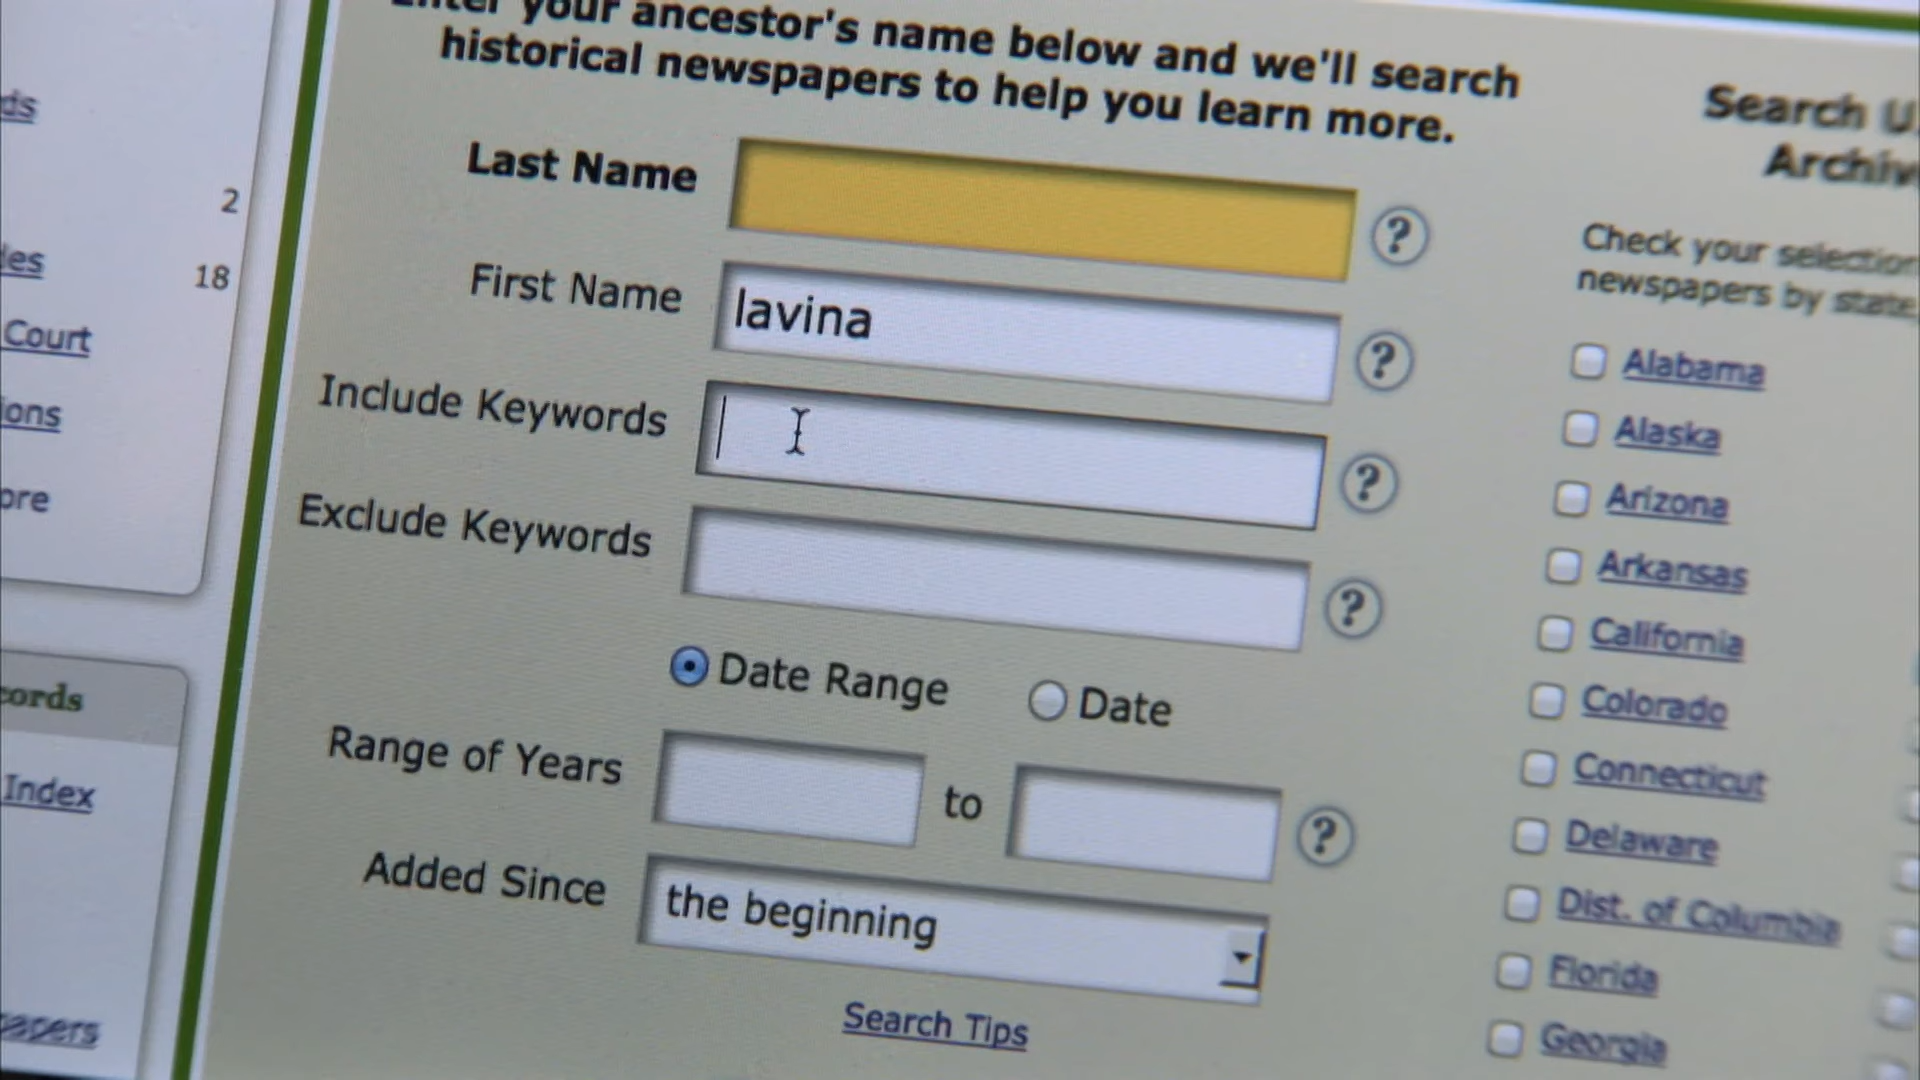 your ancestor's name below and we'll search
historical newspapers to help you learn more.
Last Name
?
First Name
lavina
?
Include Keywords
?
Exclude Keywords
?
Date Range
Date
Range of Years
to
?
Added Since
the beginning
Search Tips
2
18
Court
Index
Search
Check your
newspapers by state
Alabama
Alaska
Arizona
Arkansas
California
Colorado
Connecticut
Delaware
Dist. of Columbia
Florida
Georgia